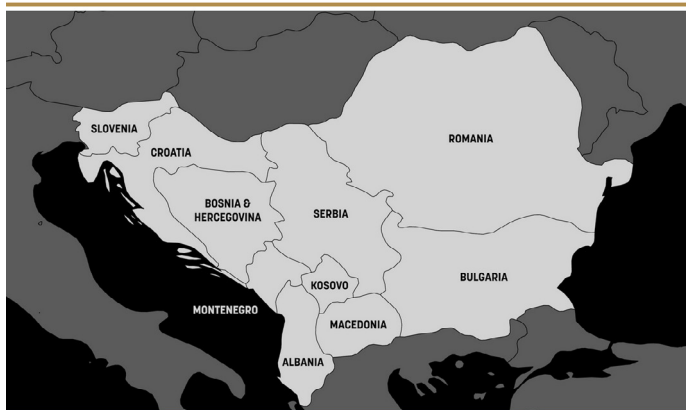 SLOVENIA
CROATIA
ROMANIA
BOSNIA &
HERCEGOVINA
SERBIA
KOSOVO
BULGARIA
MONTENEGRO
MACEDONIA
ALBANIA